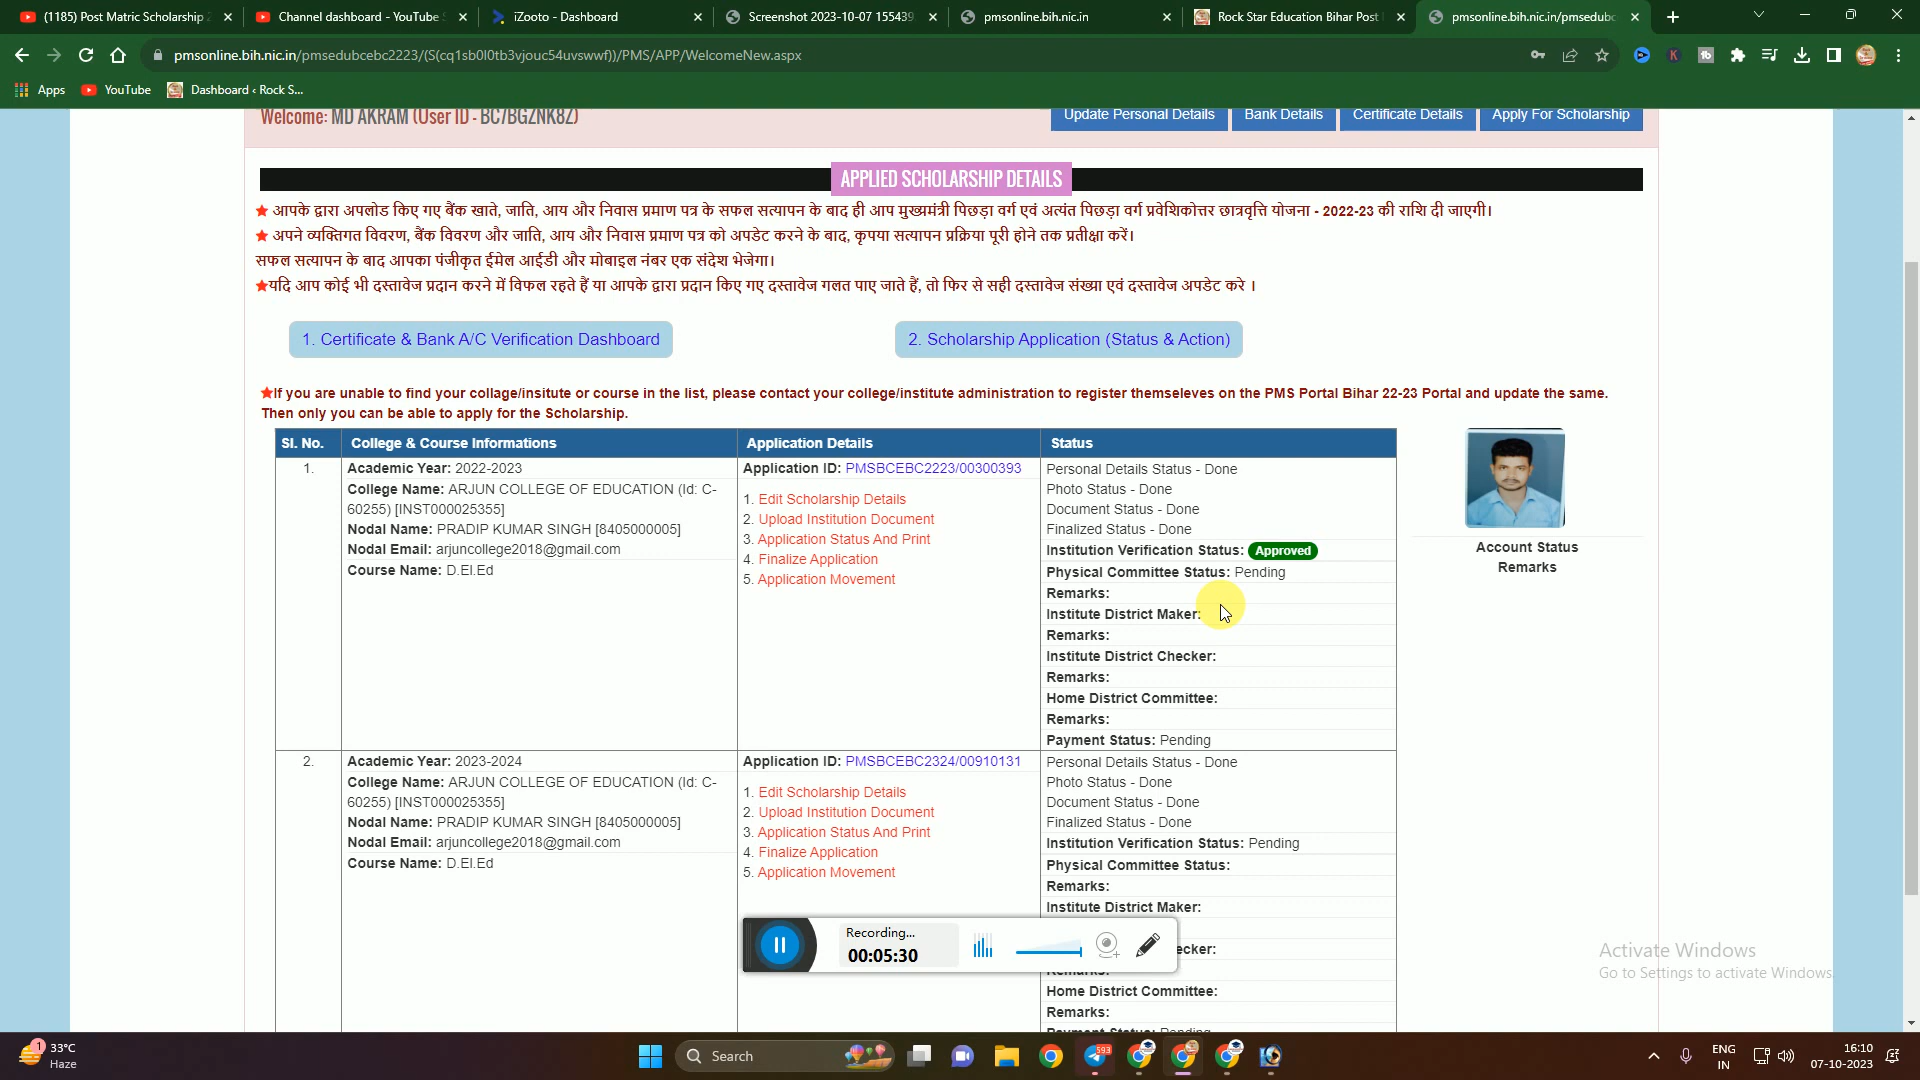 (1185) Post Matric Scholarship 2
Channel dashboard - YouTube S
iZooto - Dashboard
Screenshot 2023-10-07 155439
pmsonline.bih.nic.in
Rock Star Education Bihar Post
pmsonline.bih.nic.in/pmsedubc
pmsonline.bih.nic.in/pmsedubcebc2223/(S(cq1sb0l0tb3vjouc54uvswwf))/PMS/APP/WelcomeNew.aspx
Apps
YouTube
Dashboard ‹ Rock S...
Welcome: MD AKRAM (User ID - BC/BGZNK8Z)
Update Personal Details
Bank Details
Certificate Details
Apply For Scholarship
APPLIED SCHOLARSHIP DETAILS
आपके द्वारा अपलोड किए गए बैंक खाते, जाति, आय और निवास प्रमाण पत्र के सफल सत्यापन के बाद ही आप मुख्यमंत्री पिछड़ा वर्ग एवं अत्यंत पिछड़ा वर्ग प्रवेशिकोत्तर छात्रवृत्ति योजना - 2022-23 की राशि दी जाएगी।
अपने व्यक्तिगत विवरण, बैंक विवरण और जाति, आय और निवास प्रमाण पत्र को अपडेट करने के बाद, कृपया सत्यापन प्रक्रिया पूरी होने तक प्रतीक्षा करें।
सफल सत्यापन के बाद आपका पंजीकृत ईमेल आईडी और मोबाइल नंबर एक संदेश भेजेगा।
यदि आप कोई भी दस्तावेज प्रदान करने में विफल रहते हैं या आपके द्वारा प्रदान किए गए दस्तावेज गलत पाए जाते हैं, तो फिर से सही दस्तावेज संख्या एवं दस्तावेज अपडेट करे ।
1. Certificate & Bank A/C Verification Dashboard
2. Scholarship Application (Status & Action)
If you are unable to find your collage/insitute or course in the list, please contact your college/institute administration to register themseleves on the PMS Portal Bihar 22-23 Portal and update the same.
Then only you can be able to apply for the Scholarship.
Sl. No.
College & Course Informations
Application Details
Status
1.
Academic Year: 2022-2023
College Name: ARJUN COLLEGE OF EDUCATION (Id: C-
60255) [INST000025355]
Nodal Name: PRADIP KUMAR SINGH [8405000005]
Nodal Email: arjuncollege2018@gmail.com
Course Name: D.El.Ed
Application ID: PMSBCEBC2223/00300393
1. Edit Scholarship Details
2. Upload Institution Document
3. Application Status And Print
4. Finalize Application
5. Application Movement
Personal Details Status - Done
Photo Status - Done
Document Status - Done
Finalized Status - Done
Institution Verification Status: Approved
Physical Committee Status: Pending
Remarks:
Institute District Maker:
Remarks:
Institute District Checker:
Remarks:
Home District Committee:
Remarks:
Payment Status: Pending
Account Status
Remarks
2.
Academic Year: 2023-2024
College Name: ARJUN COLLEGE OF EDUCATION (Id: C-
60255) [INST000025355]
Nodal Name: PRADIP KUMAR SINGH [8405000005]
Nodal Email: arjuncollege2018@gmail.com
Course Name: D.El.Ed
Application ID: PMSBCEBC2324/00910131
1. Edit Scholarship Details
2. Upload Institution Document
3. Application Status And Print
4. Finalize Application
5. Application Movement
Personal Details Status - Done
Photo Status - Done
Document Status - Done
Finalized Status - Done
Institution Verification Status: Pending
Physical Committee Status:
Remarks:
Institute District Maker:
ecker:
Remarks:
Home District Committee:
Remarks:
Payment Status: Pending
Recording...
00:05:30
Activate Windows
Go to Settings to activate Windows.
1
33°C
Haze
Search
593
ENG
IN
16:10
07-10-2023